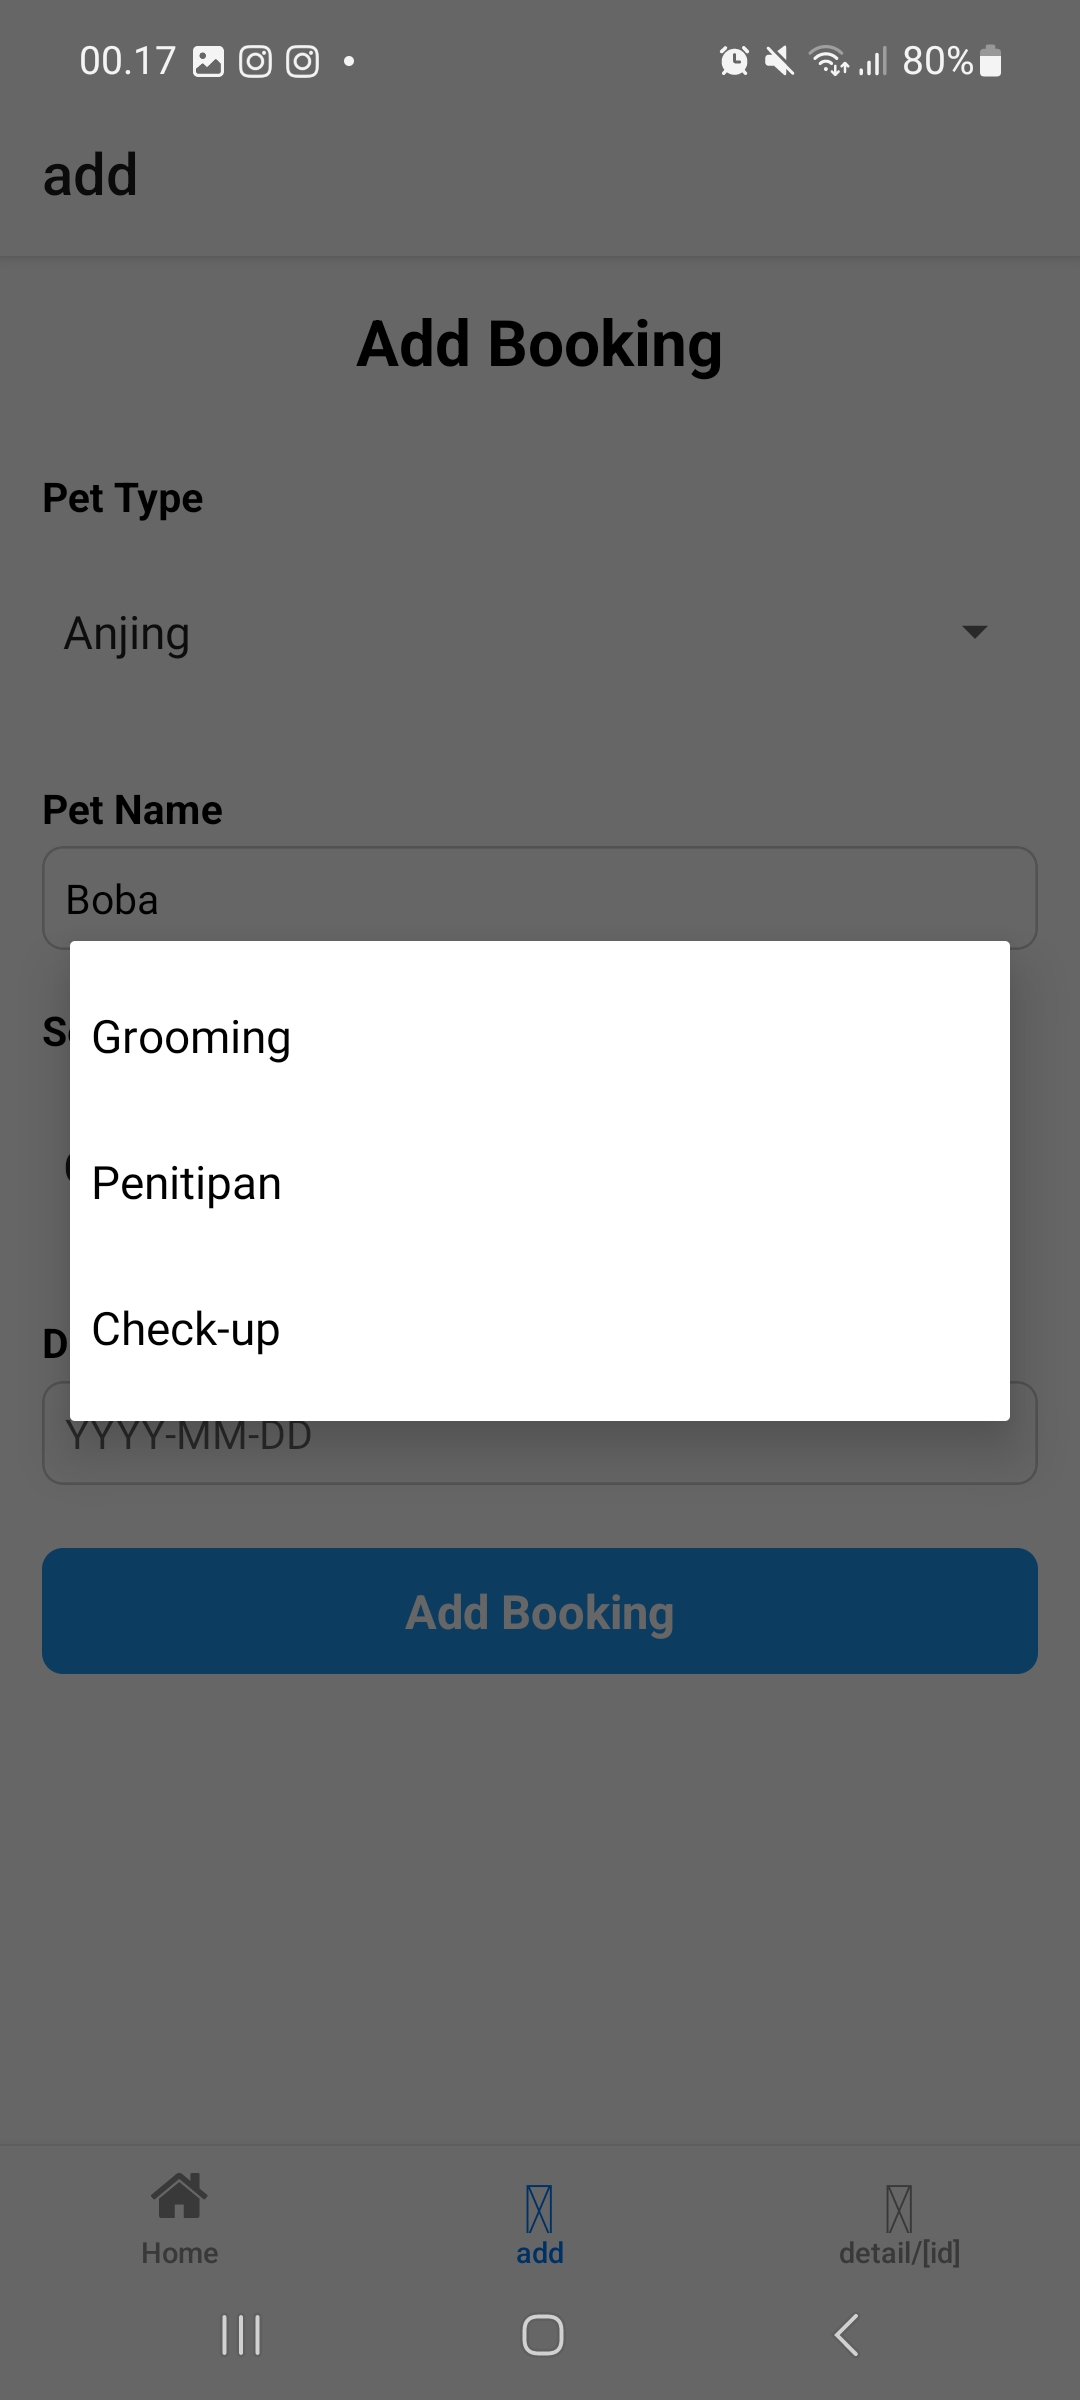 00.17
80%
add
Add Booking
Pet Type
Anjing
Pet Name
Boba
Grooming
Penitipan
Check-up
YYYY-MM-DD
Add Booking
Home
add
detail/[id]